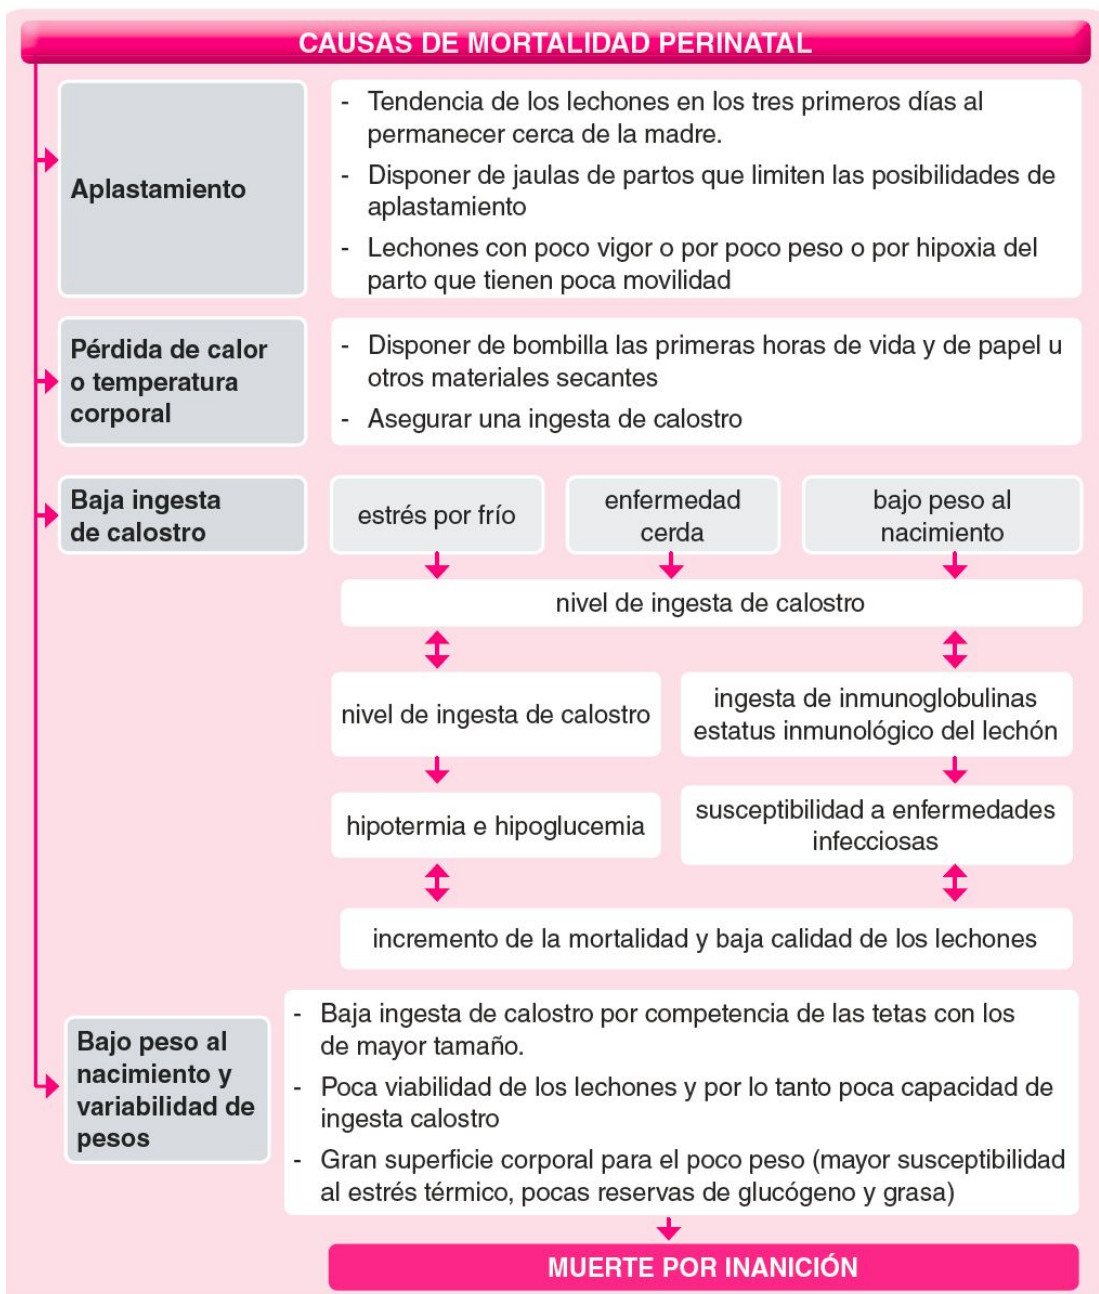 CAUSAS DE MORTALIDAD PERINATAL
Aplastamiento
- Tendencia de los lechones en los tres primeros días al
permanecer cerca de la madre.
- Disponer de jaulas de partos que limiten las posibilidades de
aplastamiento
- Lechones con poco vigor o por poco peso o por hipoxia del
parto que tienen poca movilidad
Pérdida de calor
o temperatura
corporal
- Disponer de bombilla las primeras horas de vida y de papel u
otros materiales secantes
- Asegurar una ingesta de calostro
Baja ingesta
de calostro
estrés por frío
enfermedad
cerda
bajo peso al
nacimiento
nivel de ingesta de calostro
nivel de ingesta de calostro
ingesta de inmunoglobulinas
estatus inmunológico del lechón
hipotermia e hipoglucemia
susceptibilidad a enfermedades
infecciosas
incremento de la mortalidad y baja calidad de los lechones
Bajo peso al
nacimiento y
variabilidad de
pesos
- Baja ingesta de calostro por competencia de las tetas con los
de mayor tamaño.
- Poca viabilidad de los lechones y por lo tanto poca capacidad de
ingesta calostro
- Gran superficie corporal para el poco peso (mayor susceptibilidad
al estrés térmico, pocas reservas de glucógeno y grasa)
MUERTE POR INANICIÓN